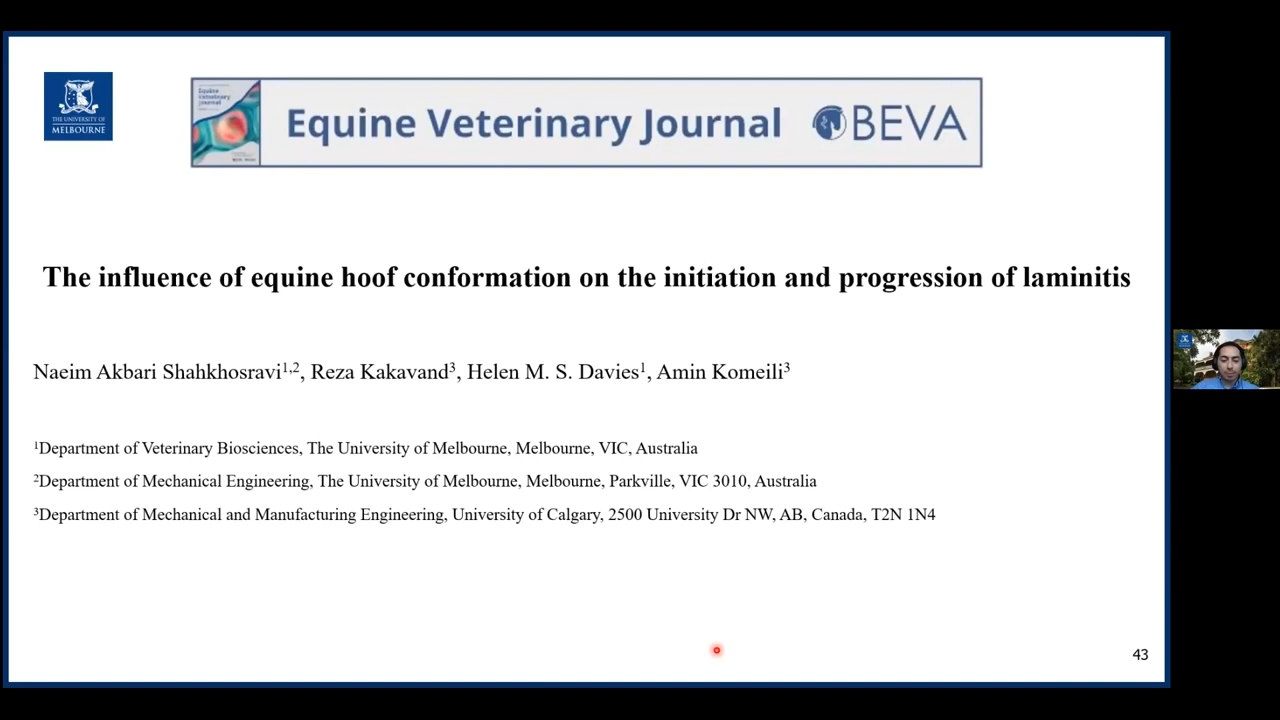 THE UNIVERSITY OF
MELBOURNE
Equine
Veterinary
Journal
Equine Veterinary Journal
BEVA
The influence of equine hoof conformation on the initiation and progression of laminitis
Naeim Akbari Shahkhosravi1,2, Reza Kakavand3, Helen M. S. Davies1, Amin Komeili3
1Department of Veterinary Biosciences, The University of Melbourne, Melbourne, VIC, Australia
2Department of Mechanical Engineering, The University of Melbourne, Melbourne, Parkville, VIC 3010, Australia
3Department of Mechanical and Manufacturing Engineering, University of Calgary, 2500 University Dr NW, AB, Canada, T2N 1N4
43